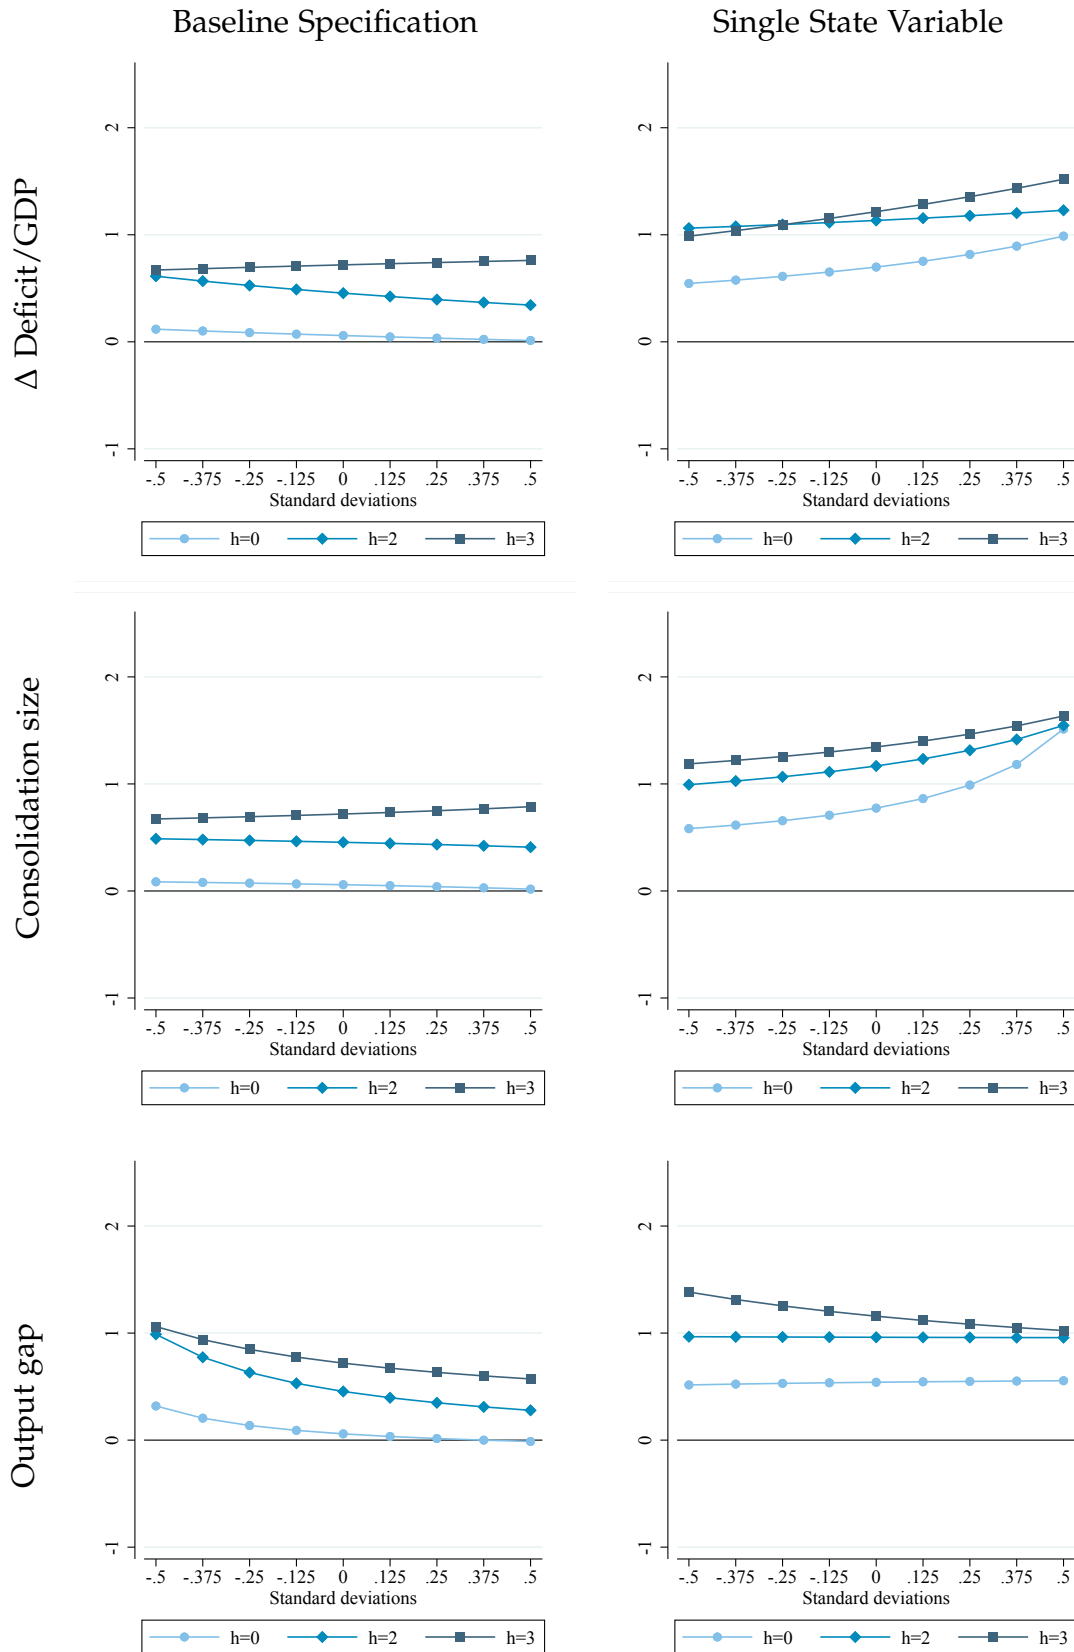 Baseline Specification
Single State Variable
Δ Deficit/GDP
2
1
0
-1
-.5 -.375 -.25 -.125 0 .125 .25 .375 .5
Standard deviations
h=0 h=2 h=3
2
1
0
-1
-.5 -.375 -.25 -.125 0 .125 .25 .375 .5
Standard deviations
h=0 h=2 h=3
Consolidation size
2
1
0
-1
-.5 -.375 -.25 -.125 0 .125 .25 .375 .5
Standard deviations
h=0 h=2 h=3
2
1
0
-1
-.5 -.375 -.25 -.125 0 .125 .25 .375 .5
Standard deviations
h=0 h=2 h=3
Output gap
2
1
0
-1
-.5 -.375 -.25 -.125 0 .125 .25 .375 .5
Standard deviations
h=0 h=2 h=3
2
1
0
-1
-.5 -.375 -.25 -.125 0 .125 .25 .375 .5
Standard deviations
h=0 h=2 h=3